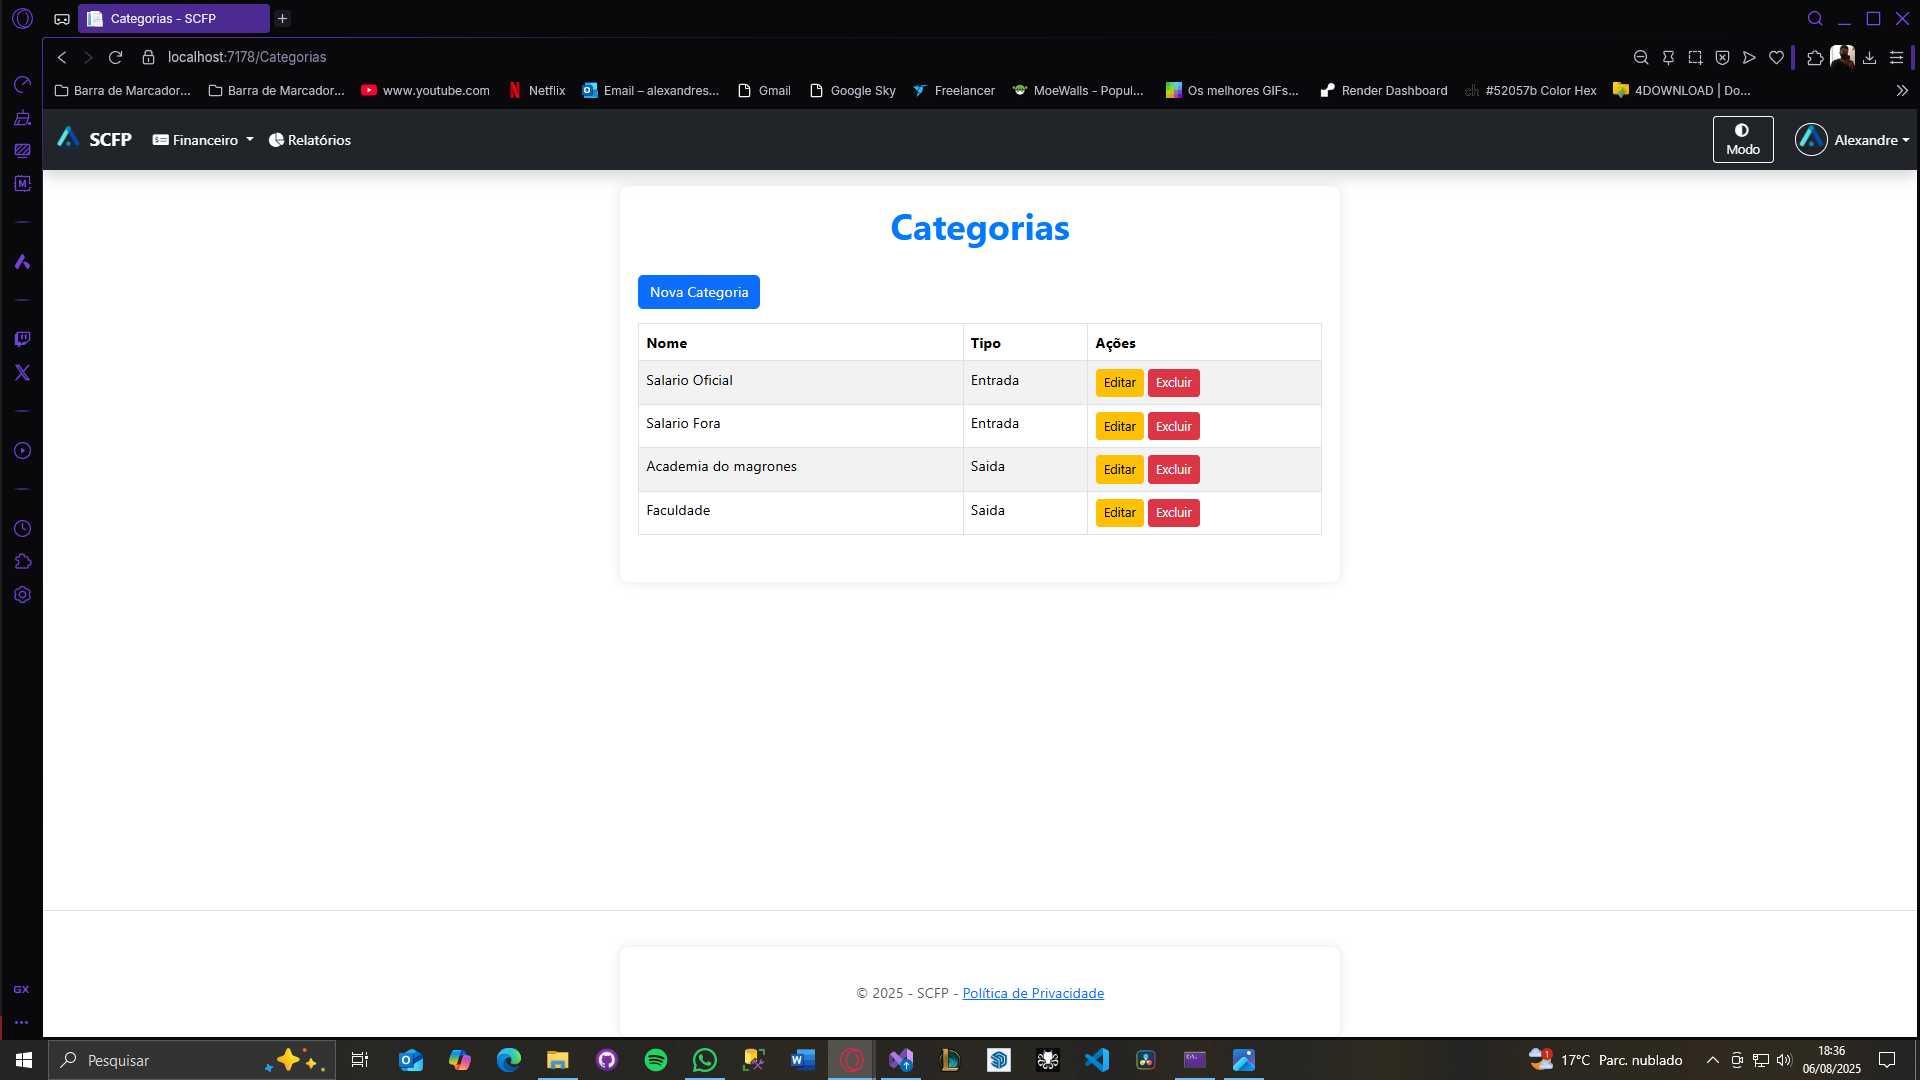 Categorias - SCFP
localhost:7178/Categorias
Barra de Marcador... Barra de Marcador... www.youtube.com Netflix Email – alexandres... Gmail Google Sky Freelancer MoeWalls - Popul... Os melhores GIFs... Render Dashboard ch #52057b Color Hex 4DOWNLOAD | Do...
SCFP Financeiro Relatórios Modo Alexandre
Categorias
Nova Categoria
Nome Tipo Ações
Salario Oficial Entrada Editar Excluir
Salario Fora Entrada Editar Excluir
Academia do magrones Saida Editar Excluir
Faculdade Saida Editar Excluir
© 2025 - SCFP - Política de Privacidade
GX
Pesquisar
17°C Parc. nublado
18:36
06/08/2025